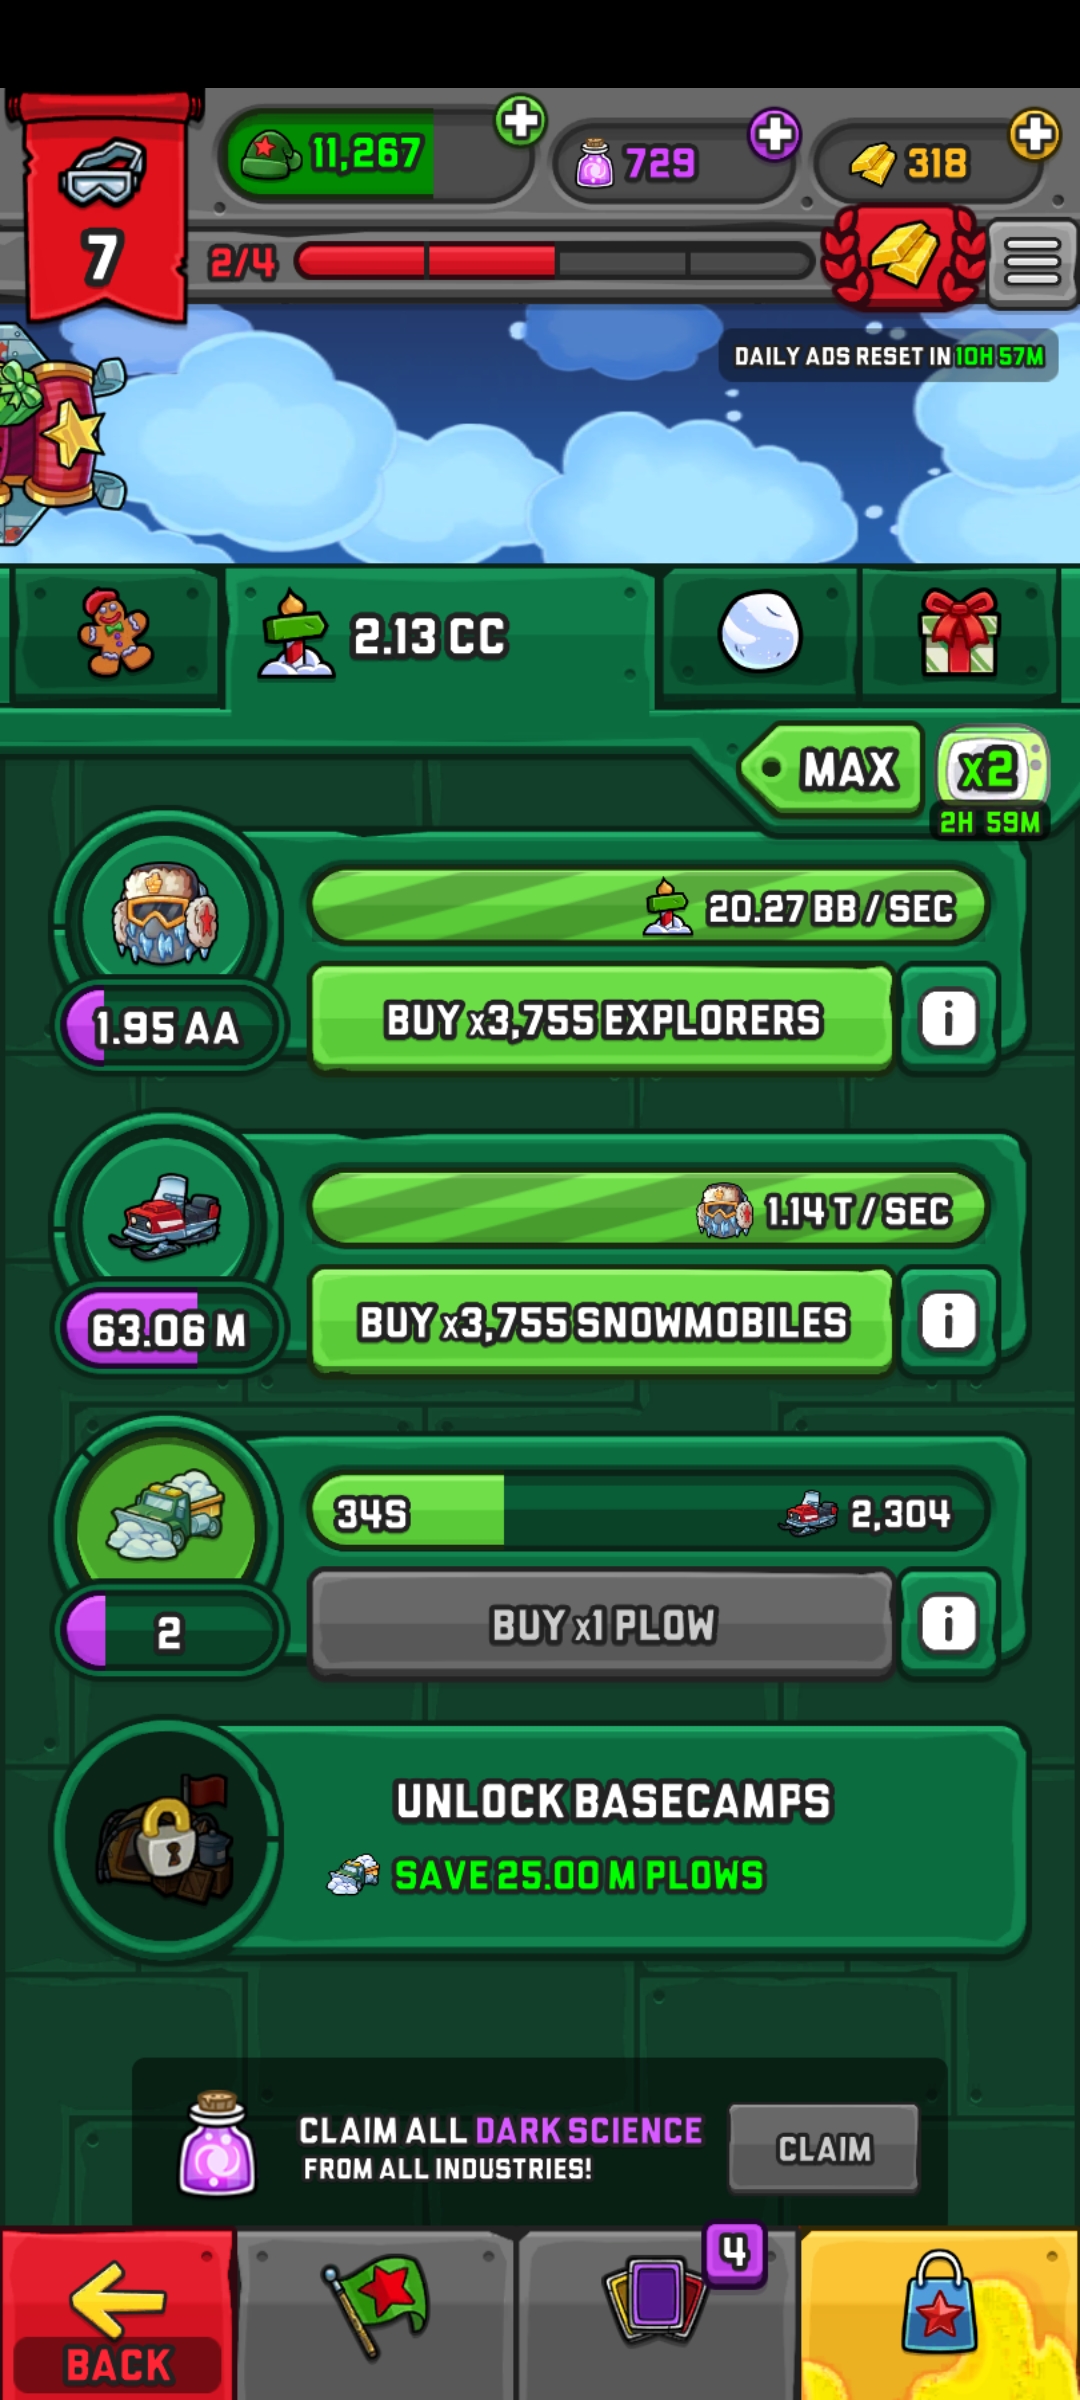 11,267
729
318
7
2/4
DAILY ADS RESET IN 10H 57M
2.13 CC
MAX
x2
2H 59M
20.27 BB / SEC
1.95 AA
BUY x3,755 EXPLORERS
i
1.14 T / SEC
63.06 M
BUY x3,755 SNOWMOBILES
i
34S
2,304
2
BUY x1 PLOW
i
UNLOCK BASECAMPS
SAVE 25.00 M PLOWS
CLAIM ALL DARK SCIENCE
FROM ALL INDUSTRIES!
CLAIM
4
BACK